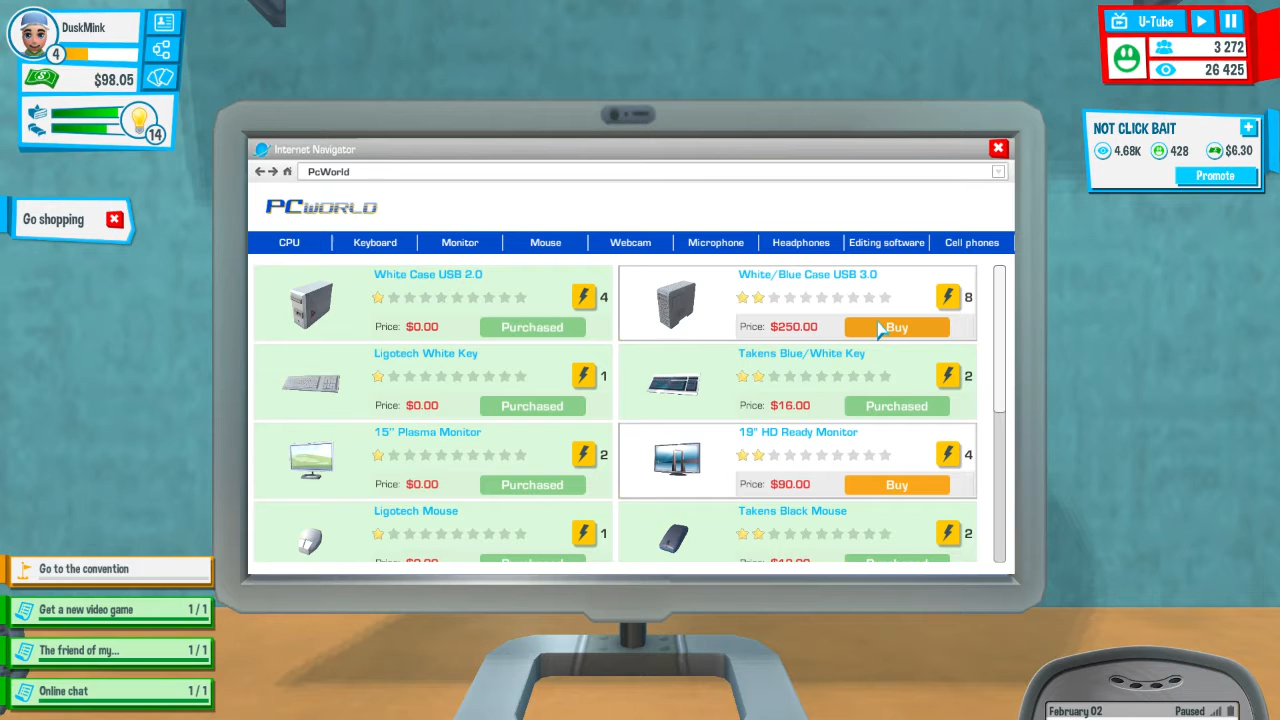 DuskMink
4
$98.05
14
U-Tube
3 272
26 425
NOT CLICK BAIT
4.68K 428 $6.30
Promote
Go shopping
Internet Navigator
PcWorld
PCWORLD
CPU Keyboard Monitor Mouse Webcam Microphone Headphones Editing software Cell phones
White Case USB 2.0
4
Price: $0.00 Purchased
White/Blue Case USB 3.0
8
Price: $250.00 Buy
Ligotech White Key
1
Price: $0.00 Purchased
Takens Blue/White Key
2
Price: $16.00 Purchased
15" Plasma Monitor
2
Price: $0.00 Purchased
19" HD Ready Monitor
4
Price: $90.00 Buy
Ligotech Mouse
1
Takens Black Mouse
2
Go to the convention
Get a new video game 1 / 1
The friend of my... 1 / 1
Online chat 1 / 1
February 02 Paused